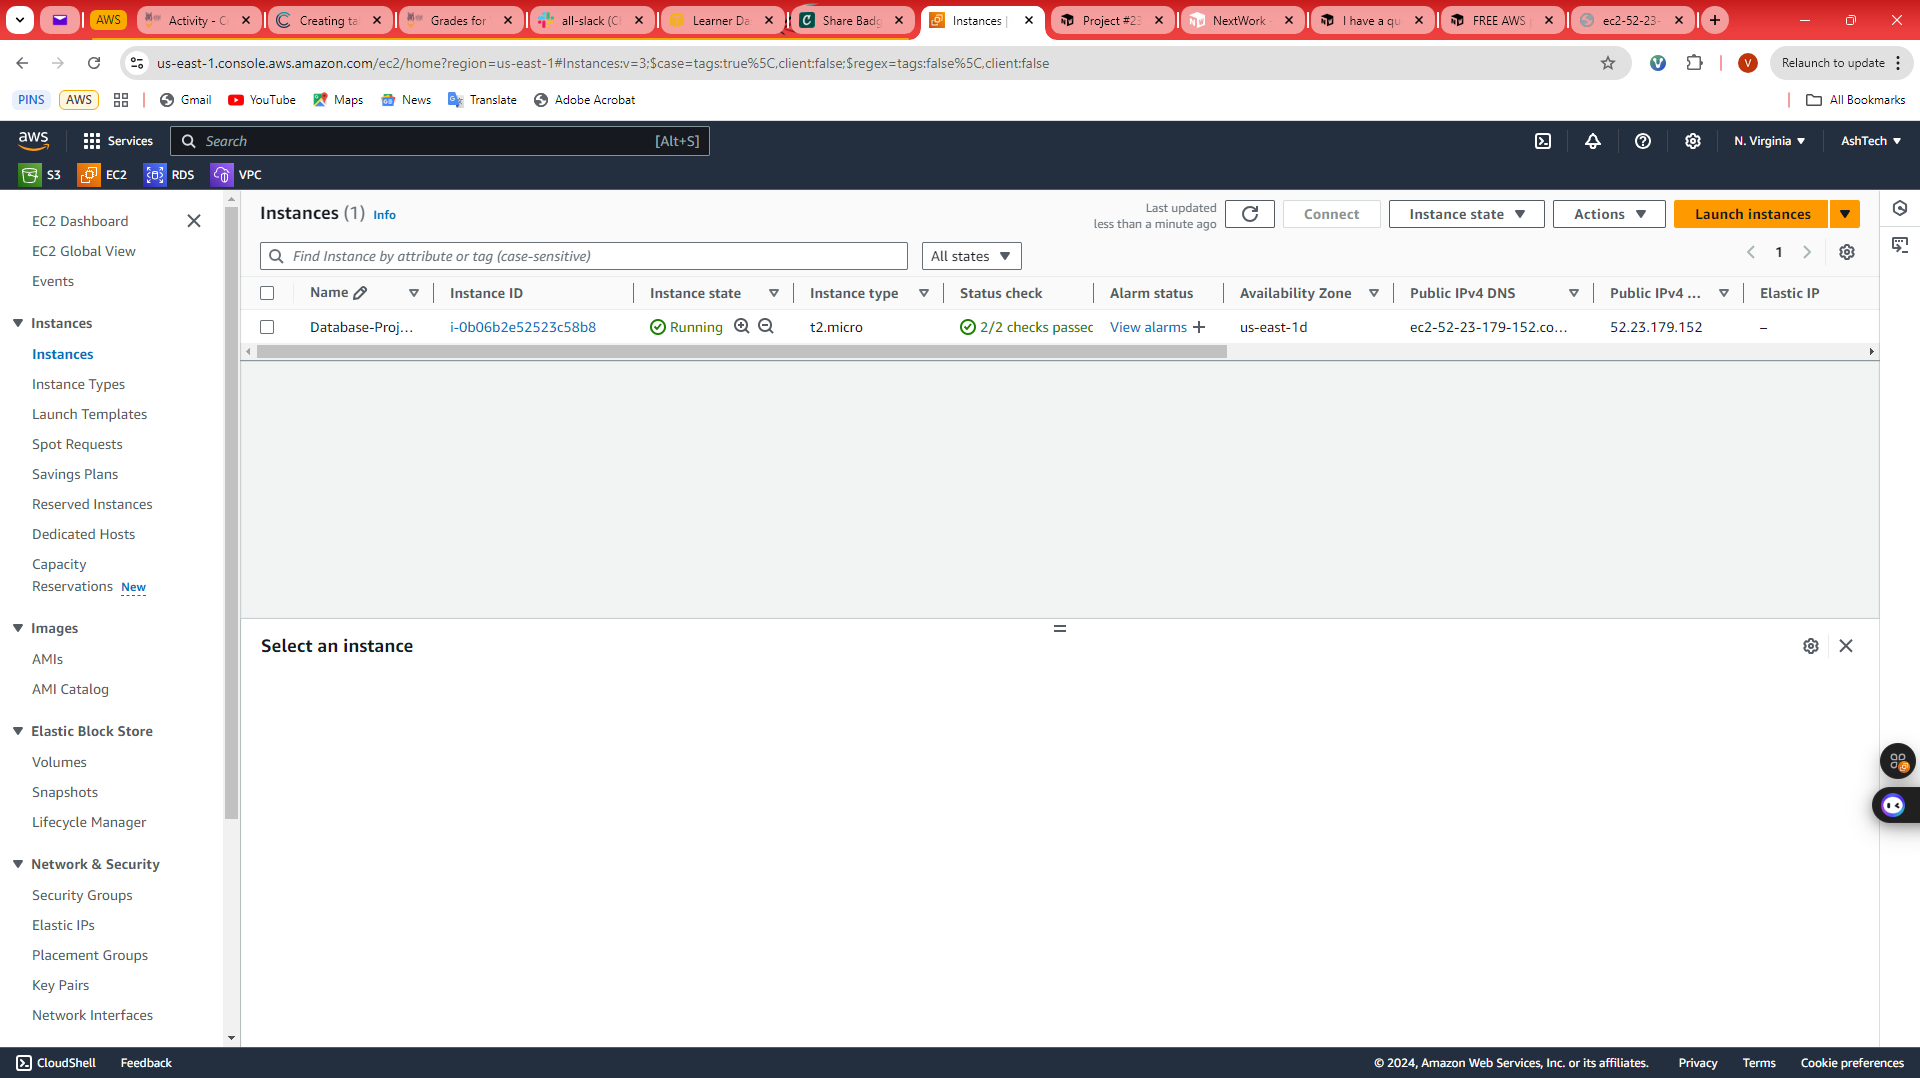 AWS
Activity - C
Creating ta
Grades for
all-slack (C
Learner Da
Share Badg
Instances |
Project #23
NextWork
I have a qu
FREE AWS
ec2-52-23-
us-east-1.console.aws.amazon.com/ec2/home?region=us-east-1#Instances:v=3;$case=tags:true%5C,client:false;$regex=tags:false%5C,client:false
V
Relaunch to update
PINS
AWS
Gmail
YouTube
Maps
News
Translate
Adobe Acrobat
All Bookmarks
aws
Services
Search
[Alt+S]
N. Virginia
AshTech
S3
EC2
RDS
VPC
EC2 Dashboard
EC2 Global View
Events
Instances
Instances
Instance Types
Launch Templates
Spot Requests
Savings Plans
Reserved Instances
Dedicated Hosts
Capacity
Reservations New
Images
AMIs
AMI Catalog
Elastic Block Store
Volumes
Snapshots
Lifecycle Manager
Network & Security
Security Groups
Elastic IPs
Placement Groups
Key Pairs
Network Interfaces
Instances (1) Info
Last updated
less than a minute ago
Connect
Instance state
Actions
Launch instances
Find Instance by attribute or tag (case-sensitive)
All states
1
Name
Instance ID
Instance state
Instance type
Status check
Alarm status
Availability Zone
Public IPv4 DNS
Public IPv4 ...
Elastic IP
Database-Proj...
i-0b06b2e52523c58b8
Running
t2.micro
2/2 checks passec
View alarms +
us-east-1d
ec2-52-23-179-152.co...
52.23.179.152
–
Select an instance
CloudShell
Feedback
© 2024, Amazon Web Services, Inc. or its affiliates.
Privacy
Terms
Cookie preferences